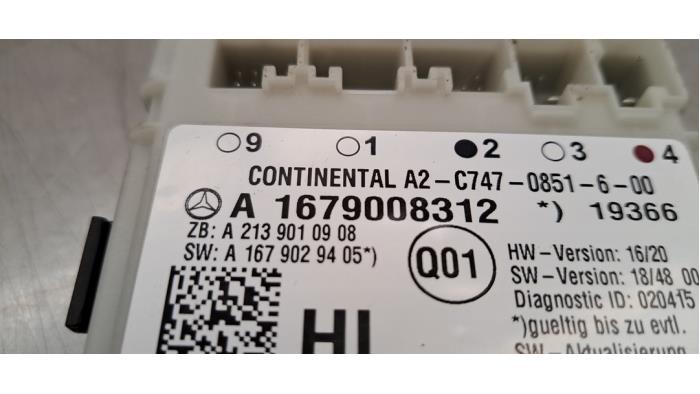 9 1 2 3 4
CONTINENTAL A2-C747-0851-6-00
A 1679008312 *) 19366
ZB: A 213 901 09 08
SW: A 167 902 94 05*)
Q01
HW-Version: 16/20
SW-Version: 18/48 00
Diagnostic ID: 020415
*)gueltig bis zu evtl.
SW-Aktualisierung
HI